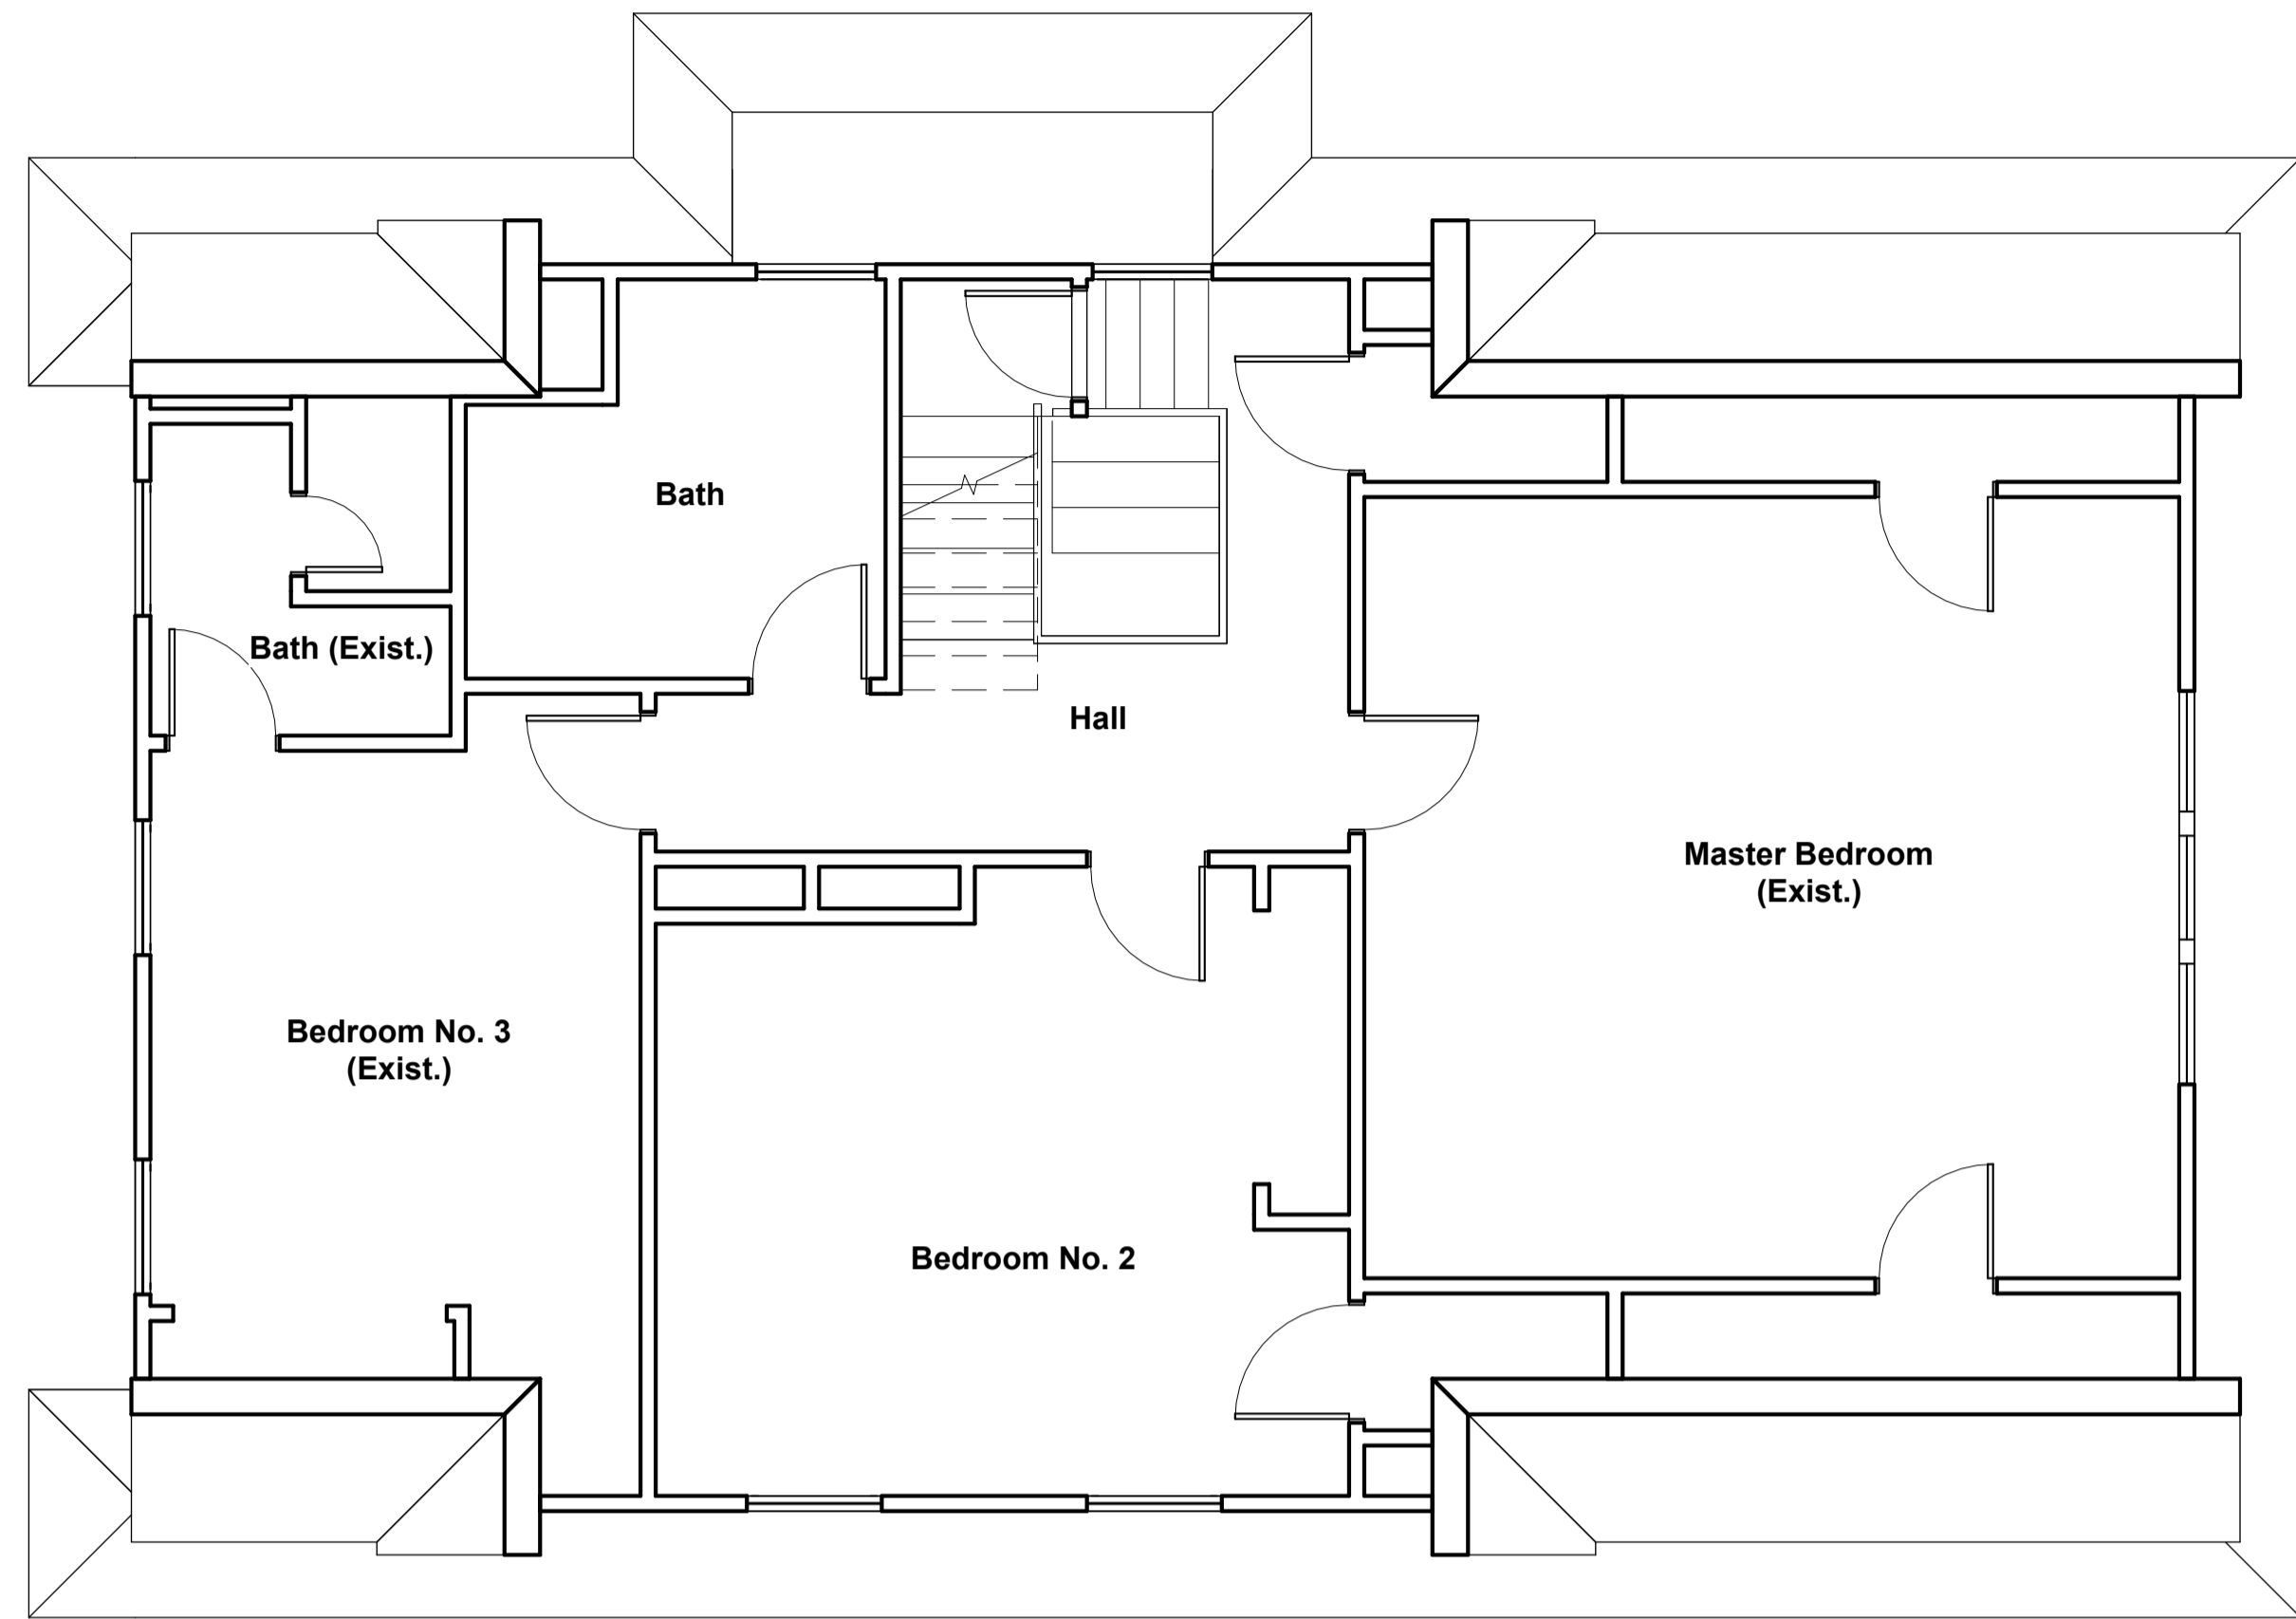 Bath
Bath (Exist.)
Hall
Master Bedroom
(Exist.)
Bedroom No. 3
(Exist.)
Bedroom No. 2